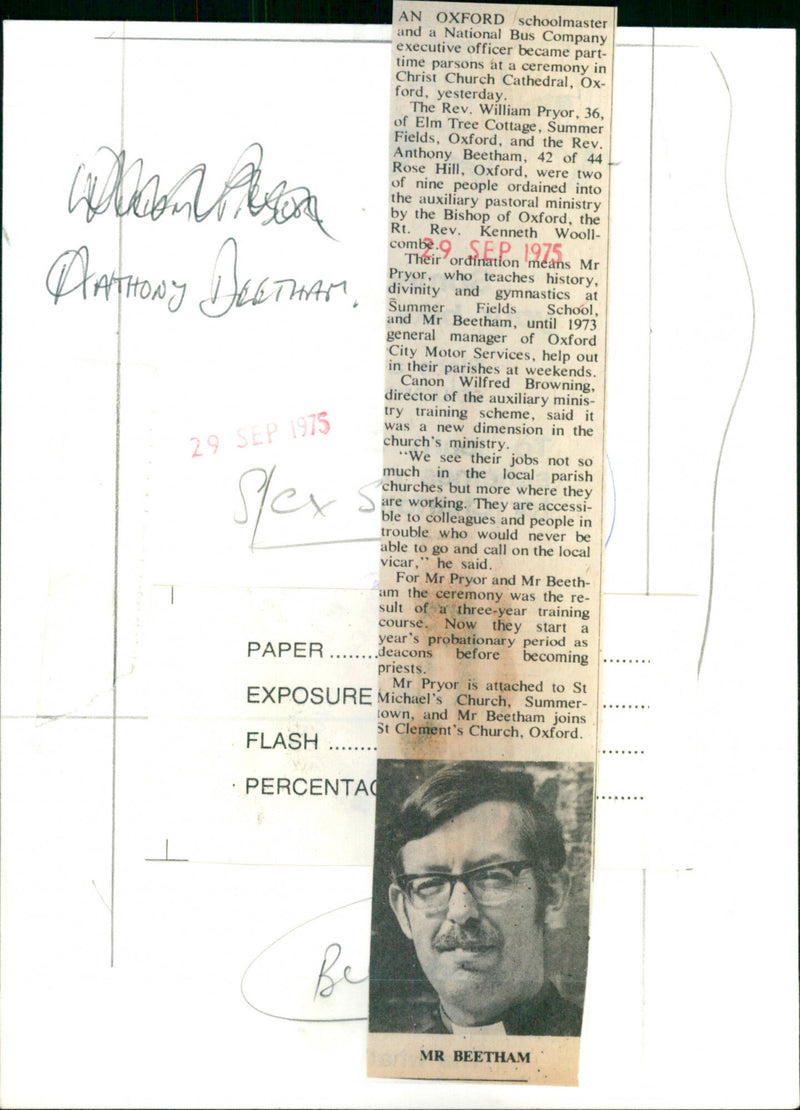 AN OXFORD schoolmaster
and a National Bus Company
executive officer became part-
time parsons at a ceremony in
Christ Church Cathedral, Ox-
ford, yesterday.
The Rev. William Pryor, 36,
of Elm Tree Cottage, Summer
Fields, Oxford, and the Rev.
Anthony Beetham, 42 of 44
Rose Hill, Oxford, were two
of nine people ordained into
the auxiliary pastoral ministry
by the Bishop of Oxford, the
Rt. Rev. Kenneth Wooll-
combe.
29 SEP 1975
Their ordination means Mr
Pryor, who teaches history,
divinity and gymnastics at
Summer Fields School,
and Mr Beetham, until 1973
general manager of Oxford
City Motor Services, help out
in their parishes at weekends.
Canon Wilfred Browning,
director of the auxiliary minis-
try training scheme, said it
was a new dimension in the
church's ministry.
"We see their jobs not so
much in the local parish
churches but more where they
are working. They are accessi-
ble to colleagues and people in
trouble who would never be
able to go and call on the local
vicar," he said.
For Mr Pryor and Mr Beeth-
am the ceremony was the re-
sult of a three-year training
course. Now they start a
year's probationary period as
deacons before becoming
priests.
Mr Pryor is attached to St
Michael's Church, Summer-
town, and Mr Beetham joins
St Clement's Church, Oxford.
MR BEETHAM
William
ANTHONY BEETHAM.
29 SEP 1975
S/cx S
PAPER ..........
EXPOSURE ......
FLASH ..........
PERCENTAG ......
Be